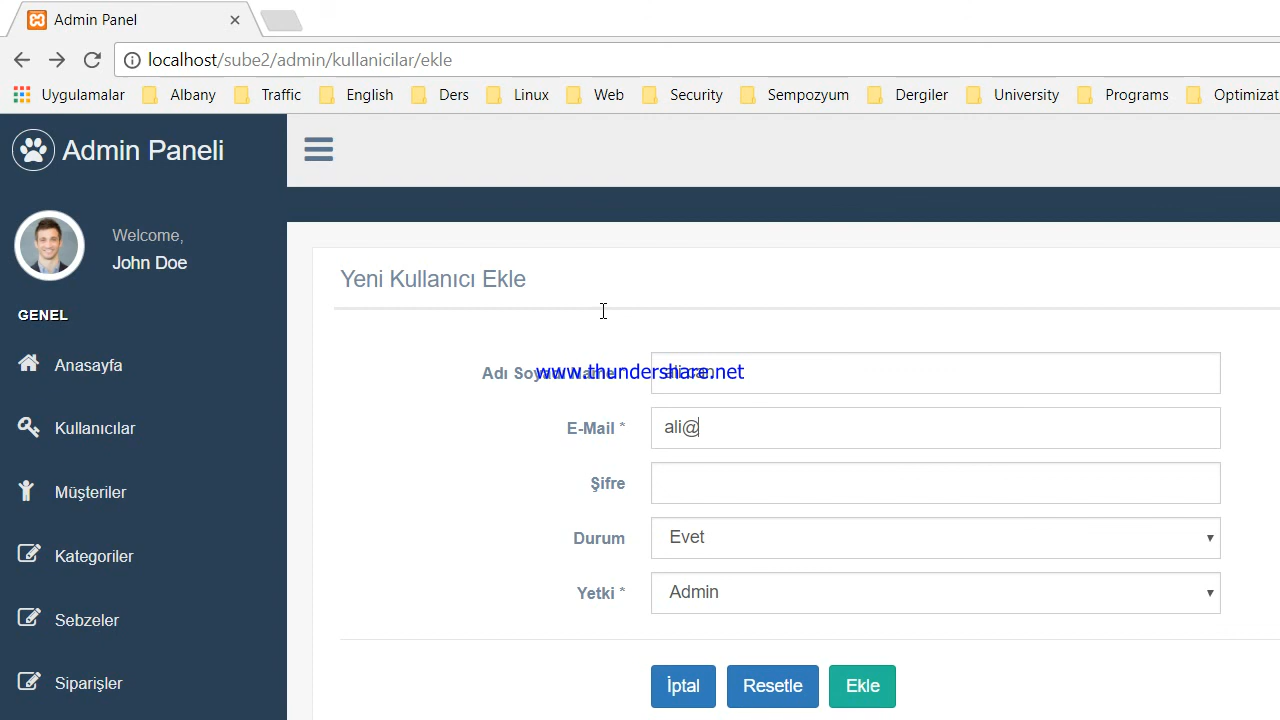 Admin Panel
localhost/sube2/admin/kullanicilar/ekle
Uygulamalar Albany Traffic English Ders Linux Web Security Sempozyum Dergiler University Programs Optimizat
Admin Paneli
Welcome,
John Doe
GENEL
Anasayfa
Kullanıcılar
Müşteriler
Kategoriler
Sebzeler
Siparişler
Yeni Kullanıcı Ekle
Adı
www.thundershare.net
E-Mail * ali@
Şifre
Durum Evet
Yetki * Admin
İptal Resetle Ekle